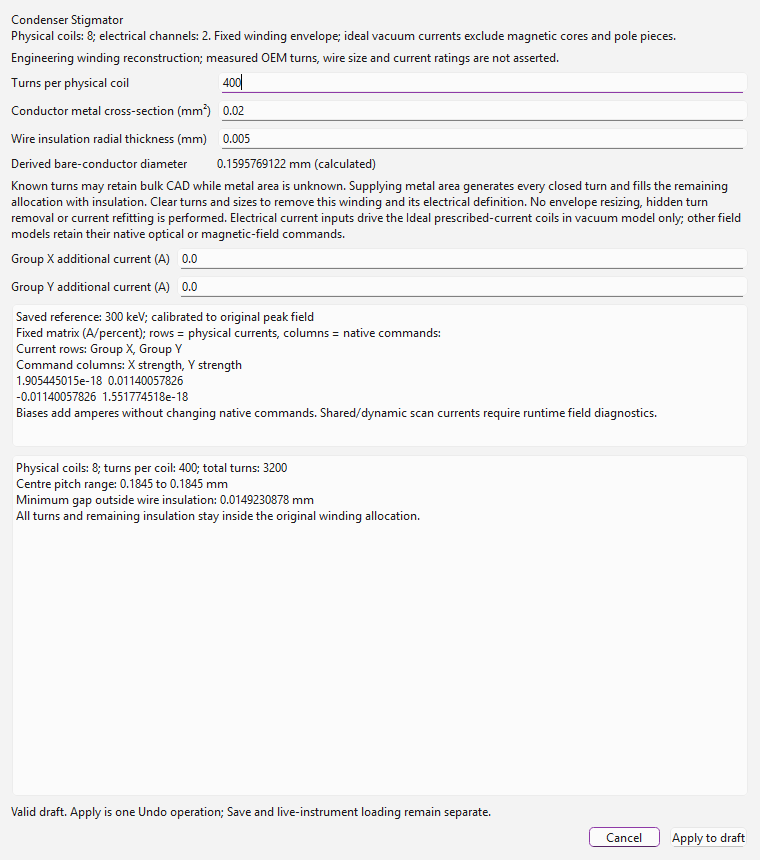 Condenser Stigmator
Physical coils: 8; electrical channels: 2. Fixed winding envelope; ideal vacuum currents exclude magnetic cores and pole pieces.
Engineering winding reconstruction; measured OEM turns, wire size and current ratings are not asserted.
Turns per physical coil 400
Conductor metal cross-section (mm²) 0.02
Wire insulation radial thickness (mm) 0.005
Derived bare-conductor diameter 0.1595769122 mm (calculated)
Known turns may retain bulk CAD while metal area is unknown. Supplying metal area generates every closed turn and fills the remaining
allocation with insulation. Clear turns and sizes to remove this winding and its electrical definition. No envelope resizing, hidden turn
removal or current refitting is performed. Electrical current inputs drive the Ideal prescribed-current coils in vacuum model only; other field
models retain their native optical or magnetic-field commands.
Group X additional current (A) 0.0
Group Y additional current (A) 0.0
Saved reference: 300 keV; calibrated to original peak field
Fixed matrix (A/percent); rows = physical currents, columns = native commands:
Current rows: Group X, Group Y
Command columns: X strength, Y strength
1.905445015e-18 0.01140057826
-0.01140057826 1.551774518e-18
Biases add amperes without changing native commands. Shared/dynamic scan currents require runtime field diagnostics.
Physical coils: 8; turns per coil: 400; total turns: 3200
Centre pitch range: 0.1845 to 0.1845 mm
Minimum gap outside wire insulation: 0.0149230878 mm
All turns and remaining insulation stay inside the original winding allocation.
Valid draft. Apply is one Undo operation; Save and live-instrument loading remain separate.
Cancel Apply to draft